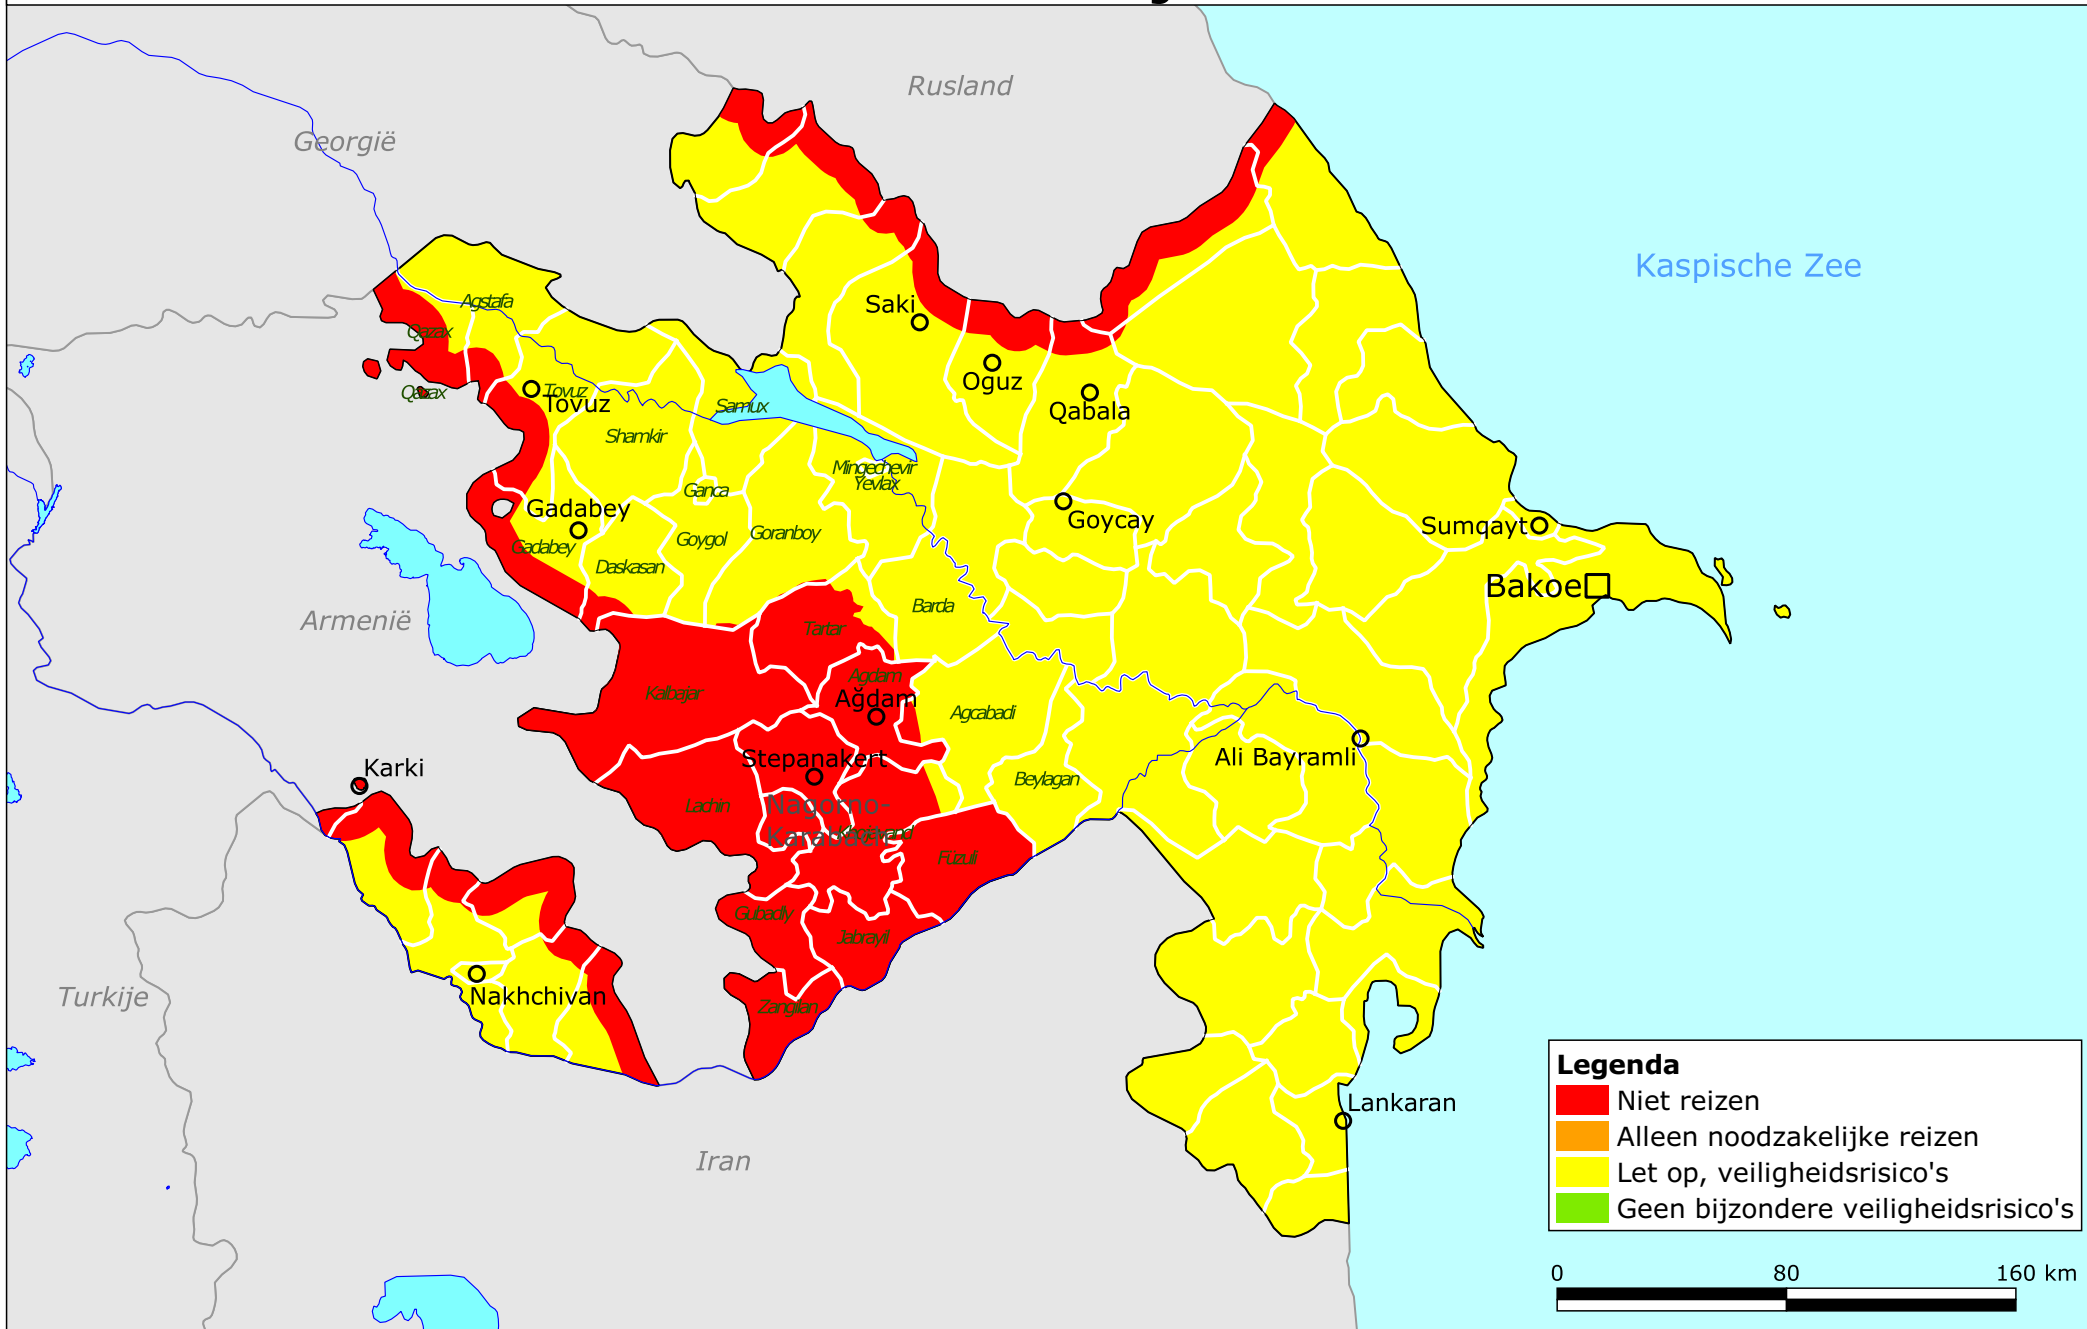 Rusland
Georgië
Kaspische Zee
Agstafa
Saki
Qazax
Oguz
Qazax
Tovuz
Tovuz
Samux
Qabala
Shamkir
Mingechevir
Yevlax
Ganca
Gadabey
Goycay
Sumqayt
Goranboy
Goygol
Gadabey
Daskasan
Bakoe
Barda
Armenië
Tartar
Agdam
Kalbajar
Ağdam
Agcabadi
Stepanakert
Ali Bayramli
Karki
Beylagan
Lachin
Nagorno-
Karabach
Khojavand
Füzuli
Gubadly
Jabrayil
Nakhchivan
Turkije
Zangilan
Iran
Lankaran
Legenda
Niet reizen
Alleen noodzakelijke reizen
Let op, veiligheidsrisico's
Geen bijzondere veiligheidsrisico's
0 80 160 km